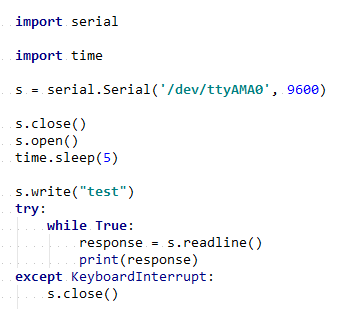 import serial
import time
s = serial.Serial('/dev/ttyAMA0', 9600)
s.close()
s.open()
time.sleep(5)
s.write("test")
try:
    while True:
        response = s.readline()
        print(response)
except KeyboardInterrupt:
    s.close()